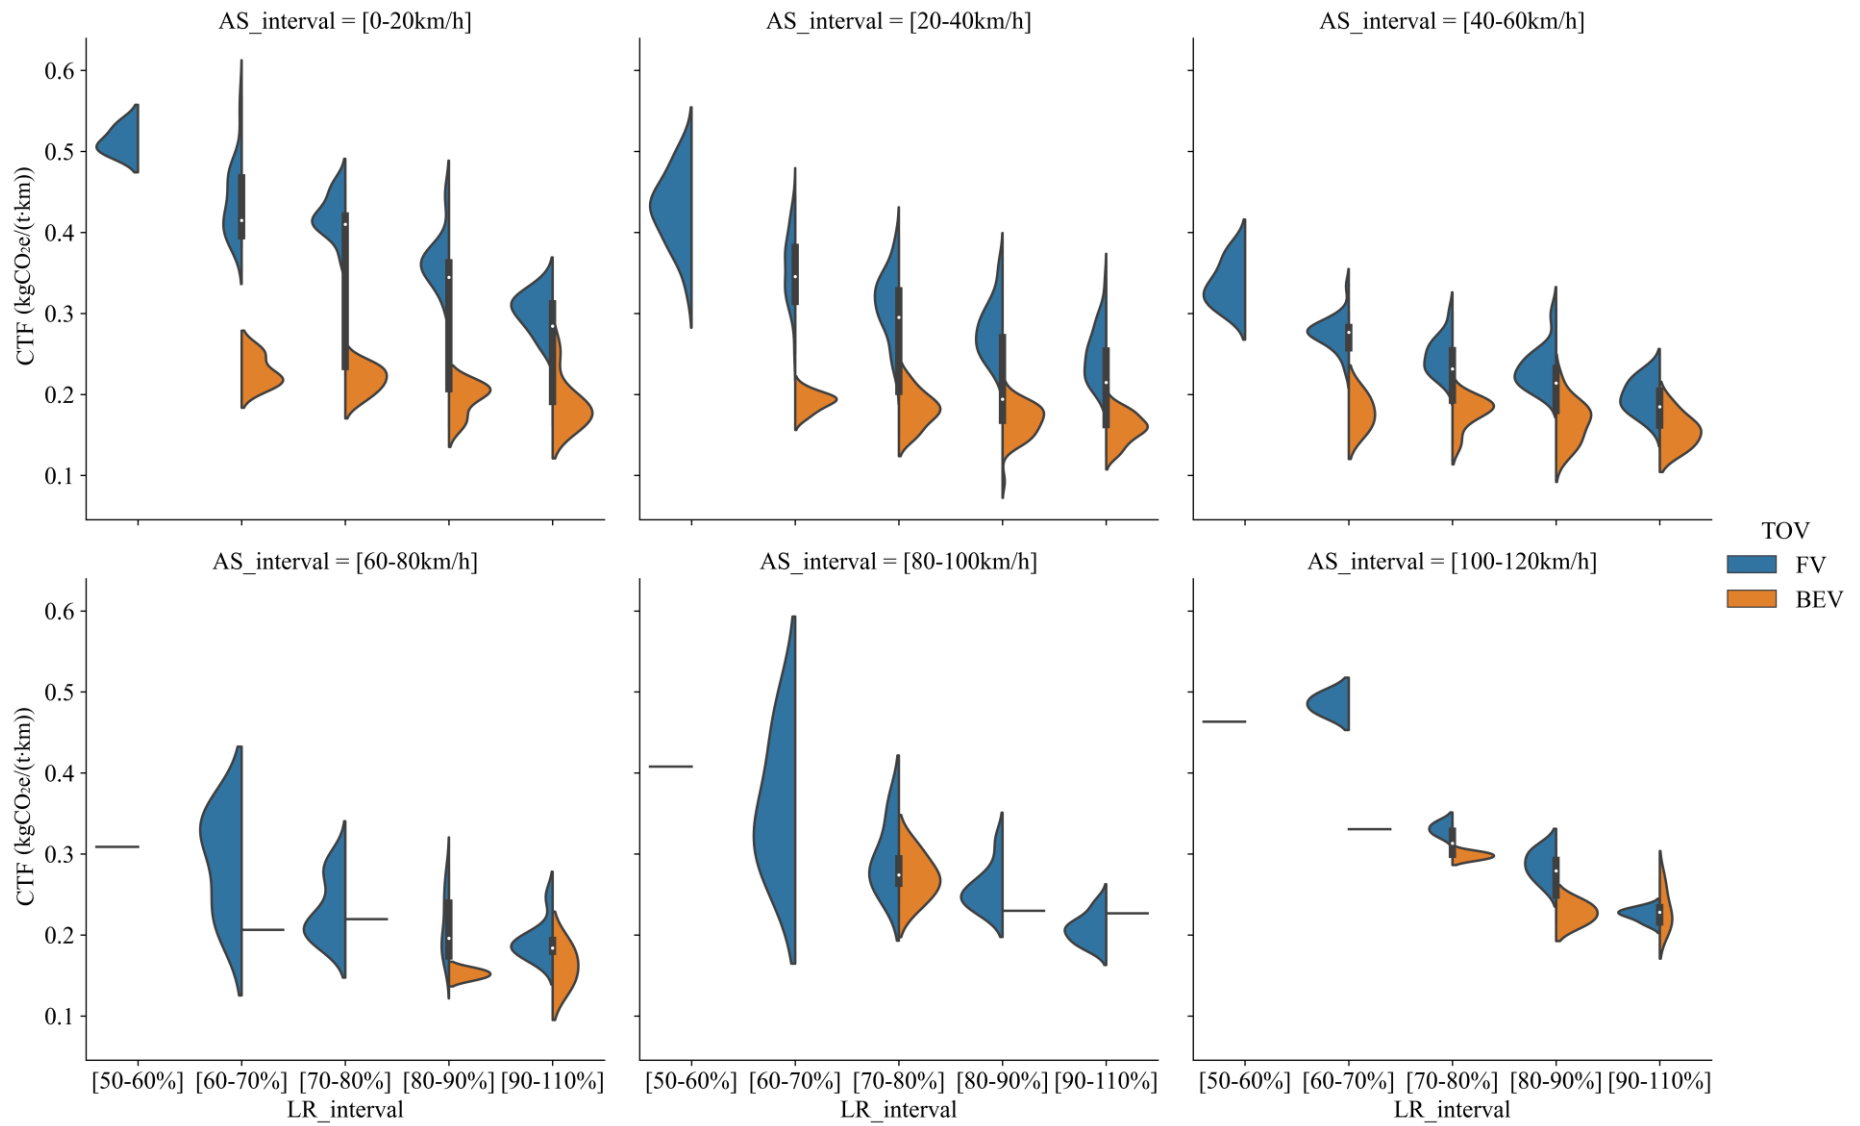 AS_interval = [0-20km/h]
AS_interval = [20-40km/h]
AS_interval = [40-60km/h]
CTF (kgCO₂e/(t·km))
0.6
0.5
0.4
0.3
0.2
0.1
AS_interval = [60-80km/h]
AS_interval = [80-100km/h]
AS_interval = [100-120km/h]
TOV
FV
BEV
CTF (kgCO₂e/(t·km))
0.6
0.5
0.4
0.3
0.2
0.1
[50-60%] [60-70%] [70-80%] [80-90%] [90-110%]
[50-60%] [60-70%] [70-80%] [80-90%] [90-110%]
[50-60%] [60-70%] [70-80%] [80-90%] [90-110%]
LR_interval
LR_interval
LR_interval